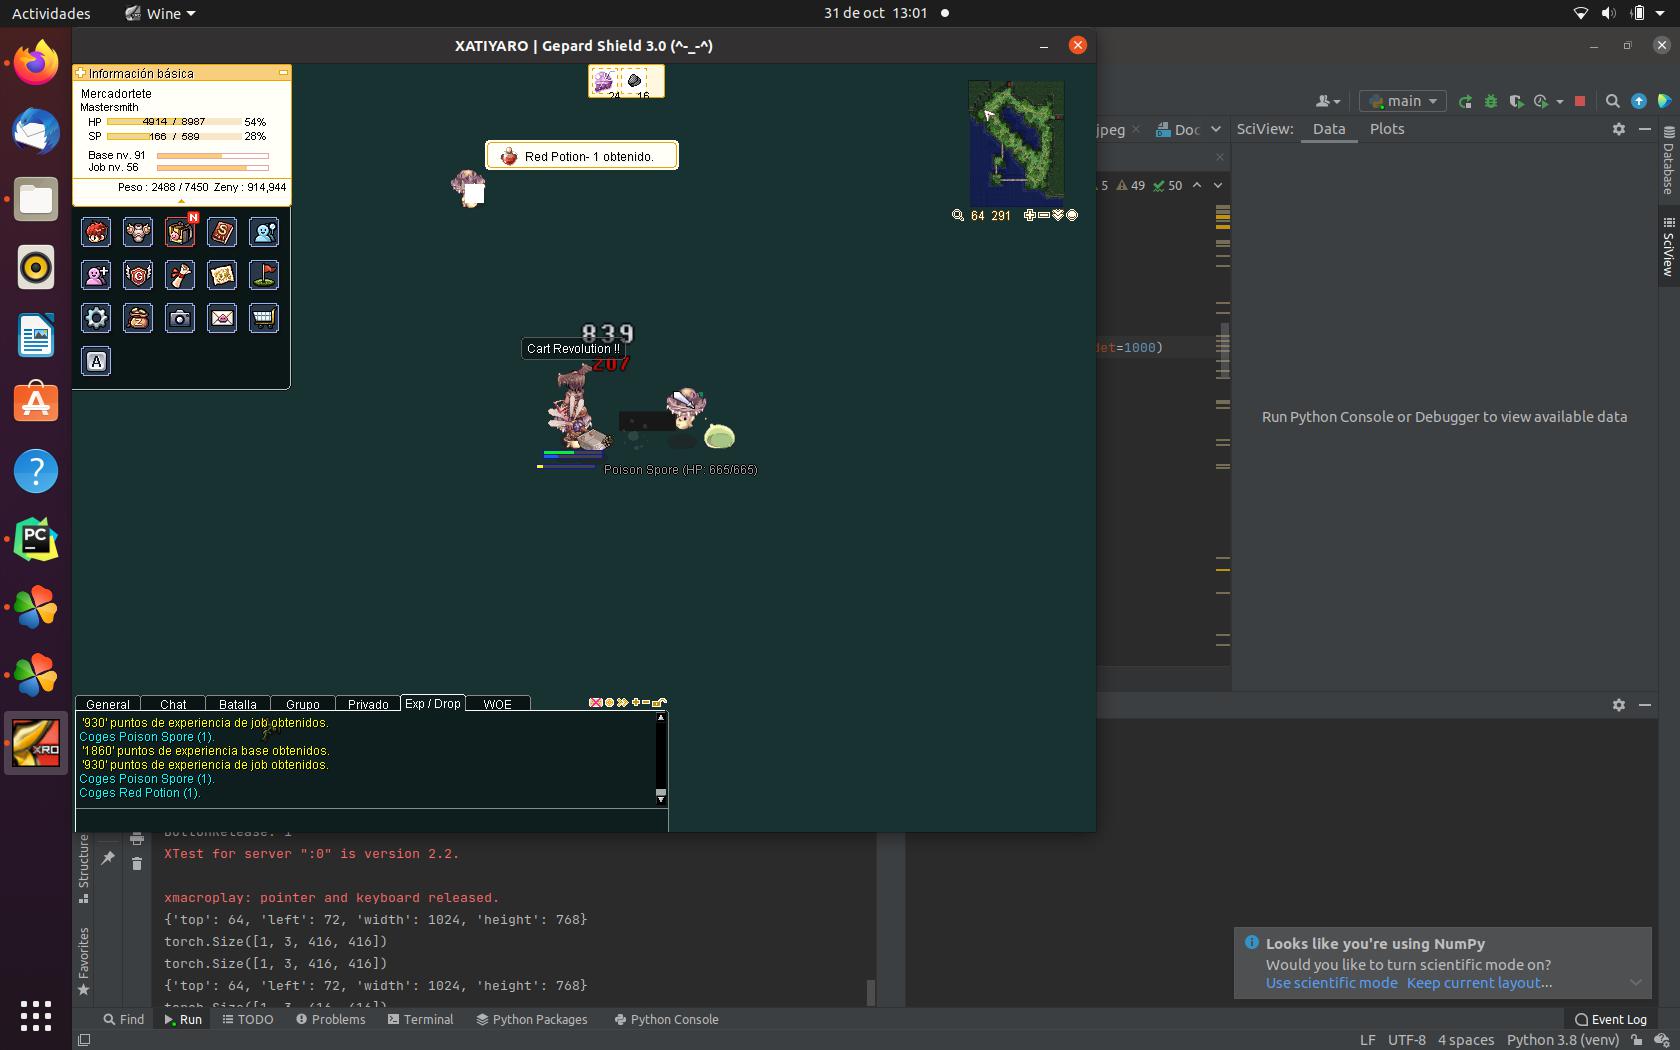 Actividades
Wine
31 de oct 13:01
XATIYARO | Gepard Shield 3.0 (^-_-^)
Información básica
Mercadortete
Mastersmith
HP 4914 / 8987 54%
SP 166 / 589 28%
Base nv. 91
Job nv. 56
Peso : 2488 / 7450 Zeny : 914,944
24 16
Red Potion- 1 obtenido.
N
A
64 291
839
Cart Revolution !!
207
Poison Spore (HP: 665/665)
General
Chat
Batalla
Grupo
Privado
Exp / Drop
WOE
'930' puntos de experiencia de job obtenidos.
Coges Poison Spore (1).
'1860' puntos de experiencia base obtenidos.
'930' puntos de experiencia de job obtenidos.
Coges Poison Spore (1).
Coges Red Potion (1).
main
jpeg
Doc
SciView:
Data
Plots
5 49 50
det=1000)
Run Python Console or Debugger to view available data
Database
SciView
PC
XRO
Structure
Favorites
ButtonRelease: 1
XTest for server ":0" is version 2.2.
xmacroplay: pointer and keyboard released.
{'top': 64, 'left': 72, 'width': 1024, 'height': 768}
torch.Size([1, 3, 416, 416])
torch.Size([1, 3, 416, 416])
{'top': 64, 'left': 72, 'width': 1024, 'height': 768}
torch.Size([1, 3, 416, 416])
Looks like you're using NumPy
Would you like to turn scientific mode on?
Use scientific mode Keep current layout...
Find
Run
TODO
Problems
Terminal
Python Packages
Python Console
Event Log
LF UTF-8 4 spaces Python 3.8 (venv)